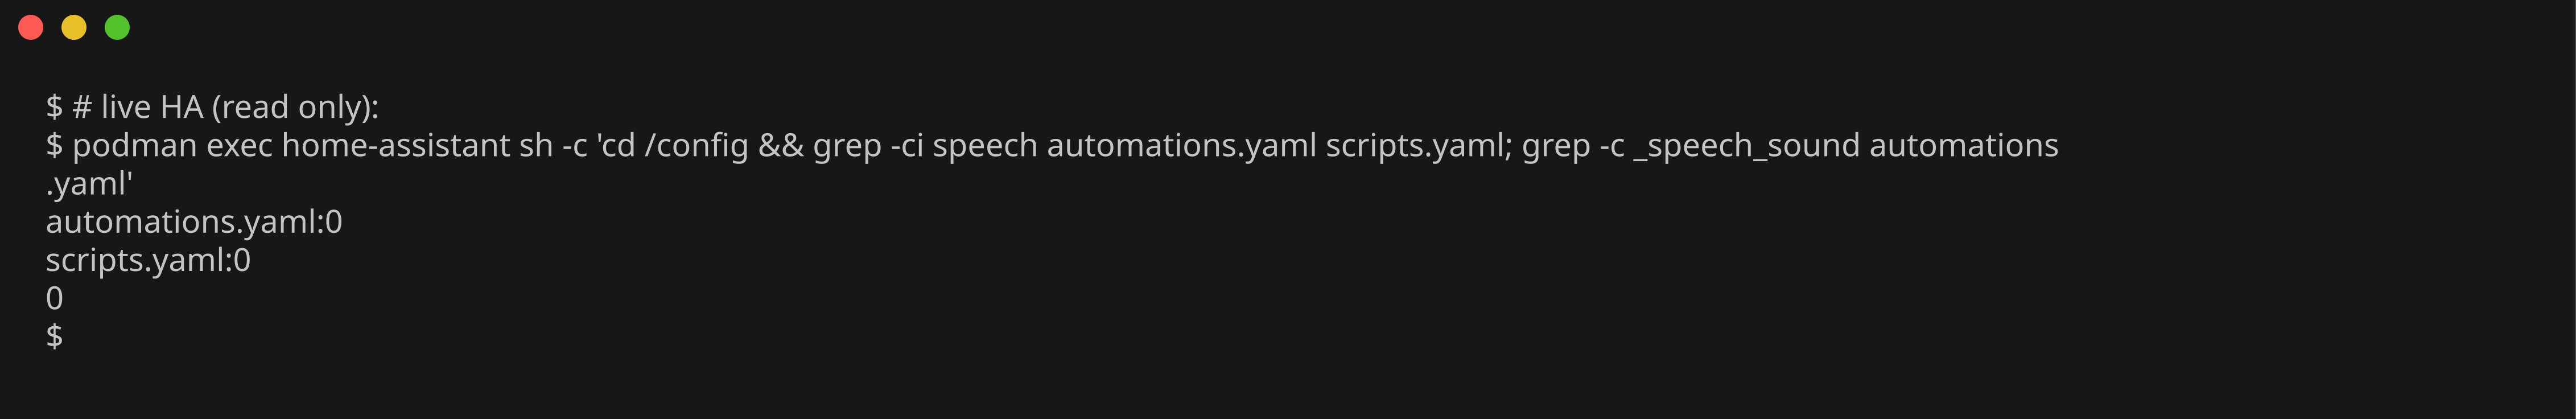 $ # live HA (read only):
$ podman exec home-assistant sh -c 'cd /config && grep -ci speech automations.yaml scripts.yaml; grep -c _speech_sound automations
.yaml'
automations.yaml:0
scripts.yaml:0
0
$